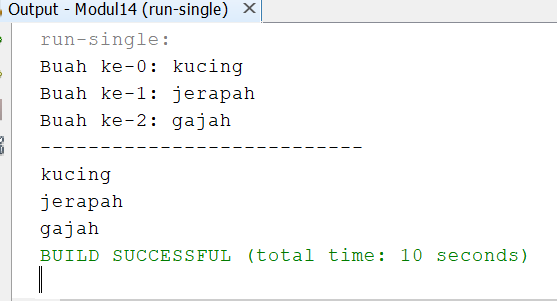 Output - Modul14 (run-single)
run-single:
Buah ke-0: kucing
Buah ke-1: jerapah
Buah ke-2: gajah
---------------------------
kucing
jerapah
gajah
BUILD SUCCESSFUL (total time: 10 seconds)